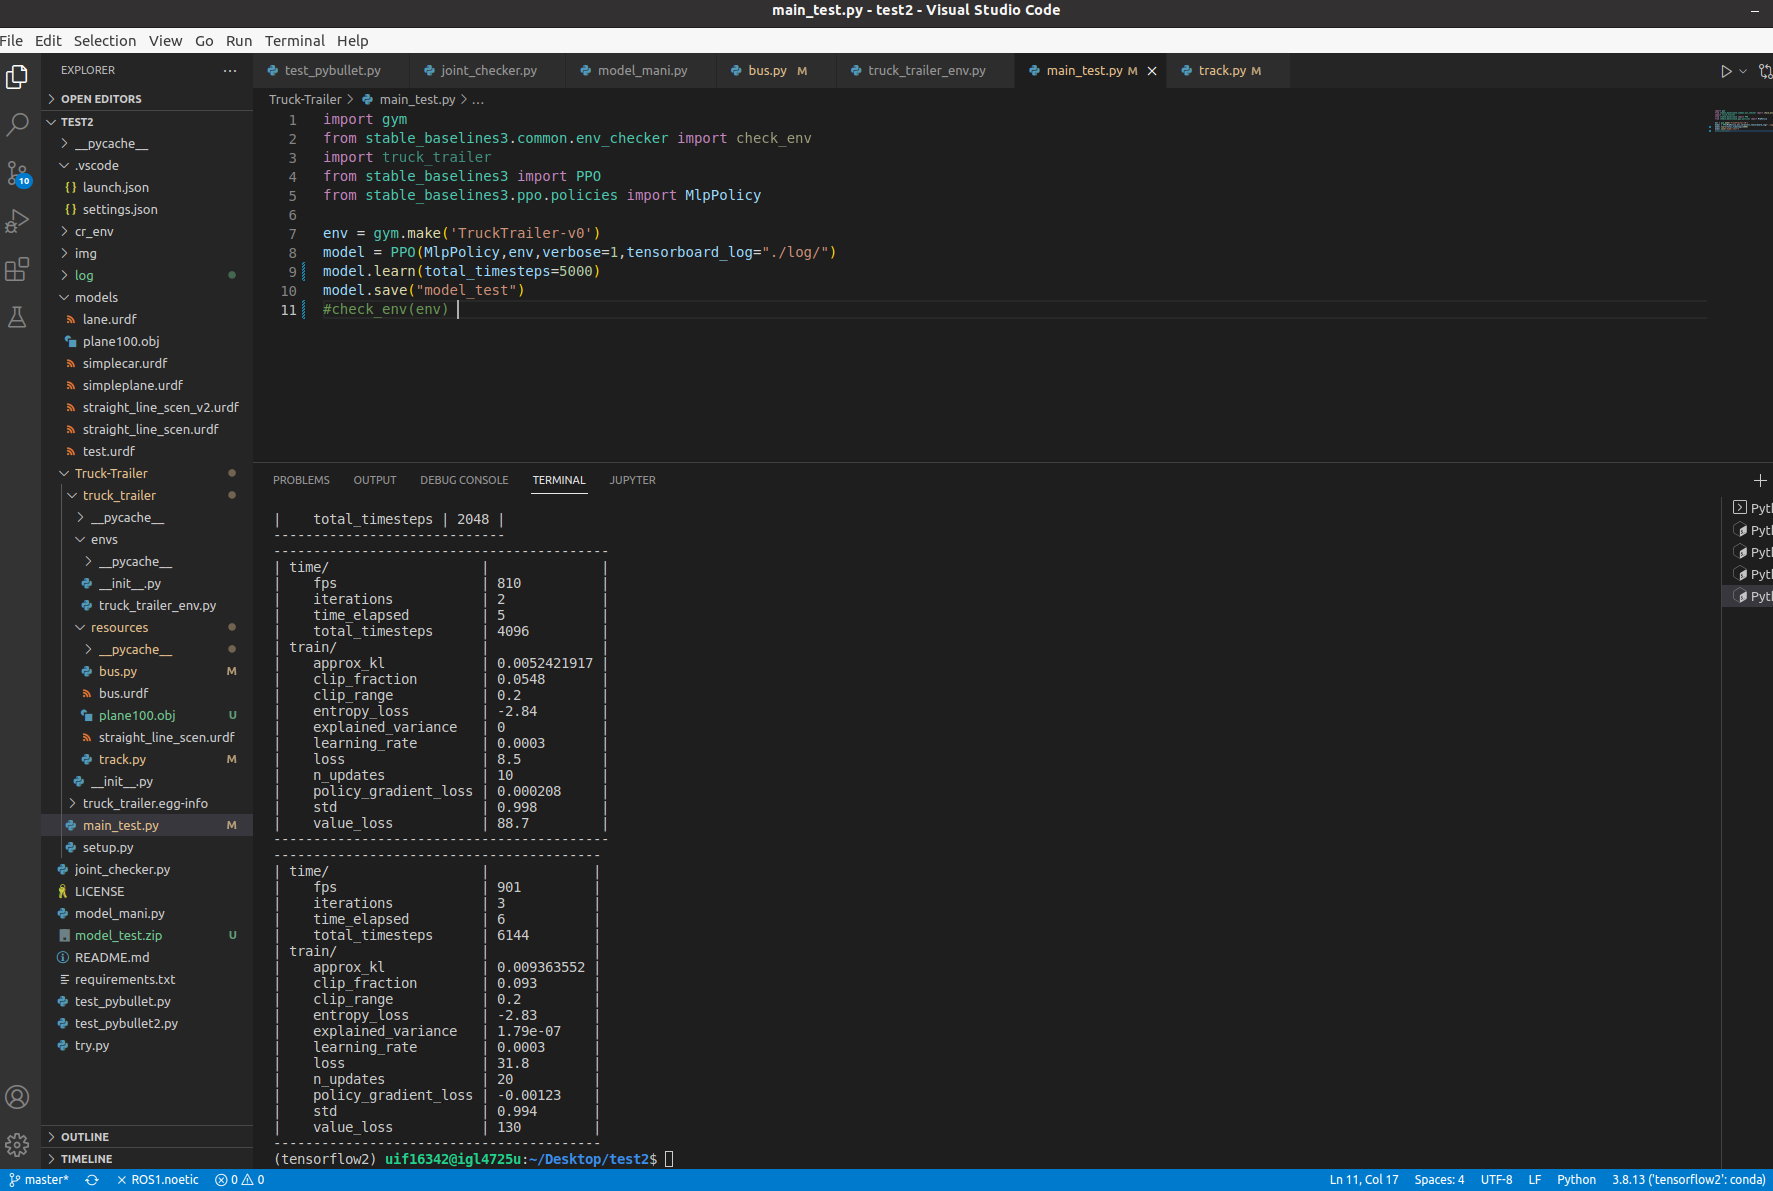 main_test.py - test2 - Visual Studio Code
File Edit Selection View Go Run Terminal Help
EXPLORER
OPEN EDITORS
TEST2
__pycache__
.vscode
launch.json
settings.json
cr_env
img
log
models
lane.urdf
plane100.obj
simplecar.urdf
simpleplane.urdf
straight_line_scen_v2.urdf
straight_line_scen.urdf
test.urdf
Truck-Trailer
truck_trailer
__pycache__
envs
__pycache__
__init__.py
truck_trailer_env.py
resources
__pycache__
bus.py M
bus.urdf
plane100.obj U
straight_line_scen.urdf
track.py M
__init__.py
truck_trailer.egg-info
main_test.py M
setup.py
joint_checker.py
LICENSE
model_mani.py
model_test.zip U
README.md
requirements.txt
test_pybullet.py
test_pybullet2.py
try.py
OUTLINE
TIMELINE
10
test_pybullet.py joint_checker.py model_mani.py bus.py M truck_trailer_env.py main_test.py M track.py M
Truck-Trailer > main_test.py > ...
1 import gym
2 from stable_baselines3.common.env_checker import check_env
3 import truck_trailer
4 from stable_baselines3 import PPO
5 from stable_baselines3.ppo.policies import MlpPolicy
6
7 env = gym.make('TruckTrailer-v0')
8 model = PPO(MlpPolicy,env,verbose=1,tensorboard_log="./log/")
9 model.learn(total_timesteps=5000)
10 model.save("model_test")
11 #check_env(env)
PROBLEMS OUTPUT DEBUG CONSOLE TERMINAL JUPYTER
| total_timesteps | 2048 |
-----------------------------
------------------------------------------
| time/ | |
| fps | 810 |
| iterations | 2 |
| time_elapsed | 5 |
| total_timesteps | 4096 |
| train/ | |
| approx_kl | 0.0052421917 |
| clip_fraction | 0.0548 |
| clip_range | 0.2 |
| entropy_loss | -2.84 |
| explained_variance | 0 |
| learning_rate | 0.0003 |
| loss | 8.5 |
| n_updates | 10 |
| policy_gradient_loss | 0.000208 |
| std | 0.998 |
| value_loss | 88.7 |
------------------------------------------
-----------------------------------------
| time/ | |
| fps | 901 |
| iterations | 3 |
| time_elapsed | 6 |
| total_timesteps | 6144 |
| train/ | |
| approx_kl | 0.009363552 |
| clip_fraction | 0.093 |
| clip_range | 0.2 |
| entropy_loss | -2.83 |
| explained_variance | 1.79e-07 |
| learning_rate | 0.0003 |
| loss | 31.8 |
| n_updates | 20 |
| policy_gradient_loss | -0.00123 |
| std | 0.994 |
| value_loss | 130 |
-----------------------------------------
(tensorflow2) uif16342@igl4725u:~/Desktop/test2$
Pyt
Pyt
Pyt
Pyt
Pyt
master* ROS1.noetic 0 0 Ln 11, Col 17 Spaces: 4 UTF-8 LF Python 3.8.13 ('tensorflow2': conda)